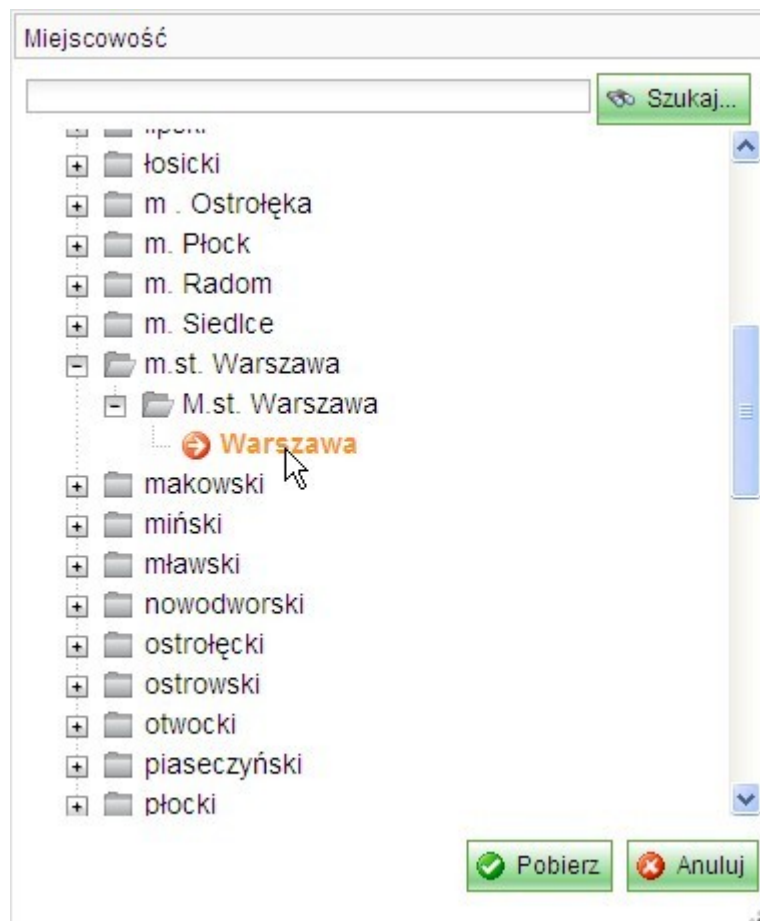 Miejscowość
Szukaj...
łosicki
m . Ostrołęka
m. Płock
m. Radom
m. Siedlce
m.st. Warszawa
M.st. Warszawa
Warszawa
makowski
miński
mławski
nowodworski
ostrołęcki
ostrowski
otwocki
piaseczyński
płocki
Pobierz Anuluj